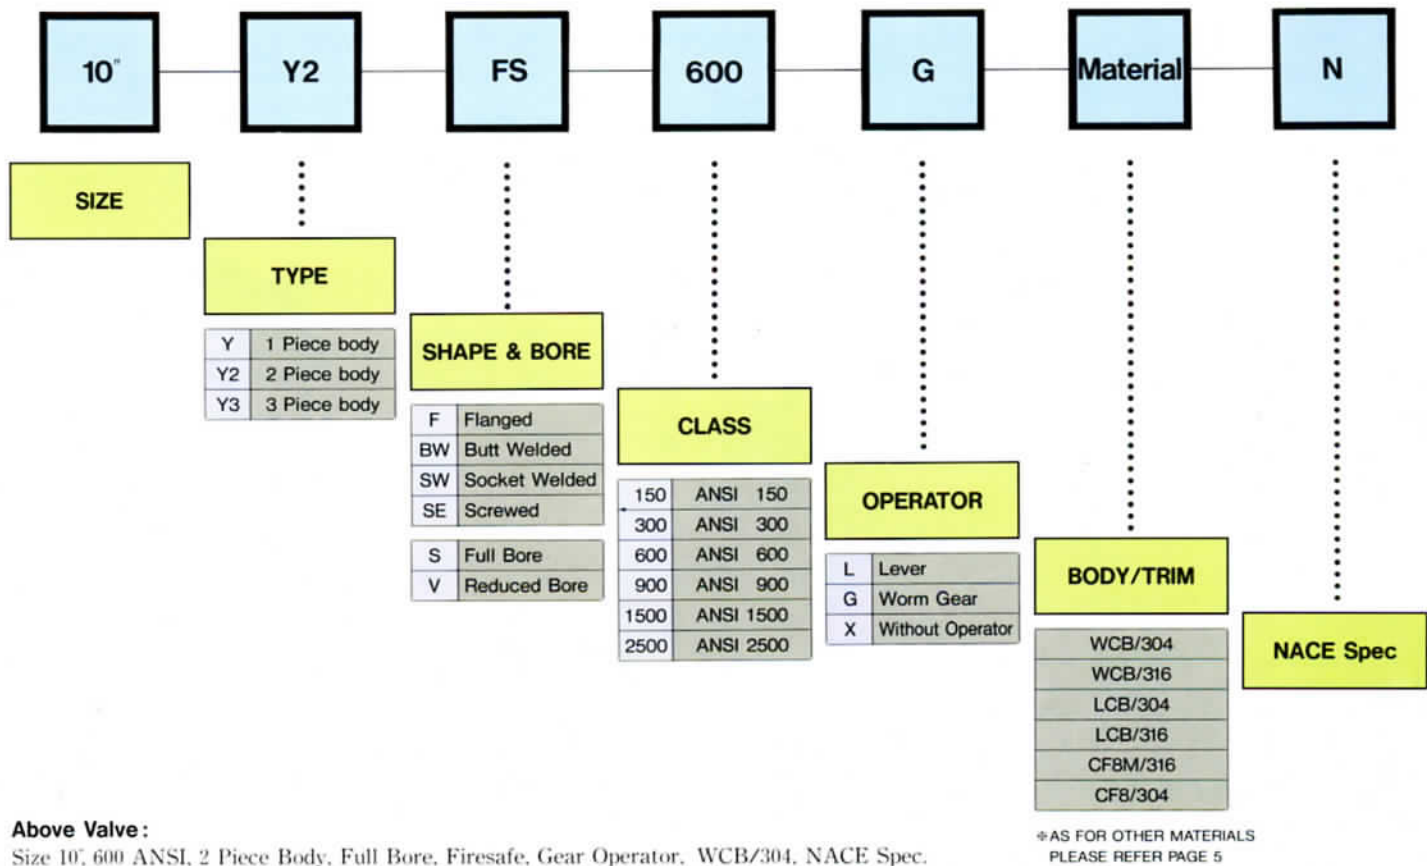 10" Y2 FS 600 G Material N
SIZE
TYPE
Y 1 Piece body
Y2 2 Piece body
Y3 3 Piece body
SHAPE & BORE
F Flanged
BW Butt Welded
SW Socket Welded
SE Screwed
S Full Bore
V Reduced Bore
CLASS
150 ANSI 150
300 ANSI 300
600 ANSI 600
900 ANSI 900
1500 ANSI 1500
2500 ANSI 2500
OPERATOR
L Lever
G Worm Gear
X Without Operator
BODY/TRIM
WCB/304
WCB/316
LCB/304
LCB/316
CF8M/316
CF8/304
※AS FOR OTHER MATERIALS
PLEASE REFER PAGE 5
NACE Spec
Above Valve:
Size 10", 600 ANSI, 2 Piece Body, Full Bore, Firesafe, Gear Operator, WCB/304, NACE Spec.